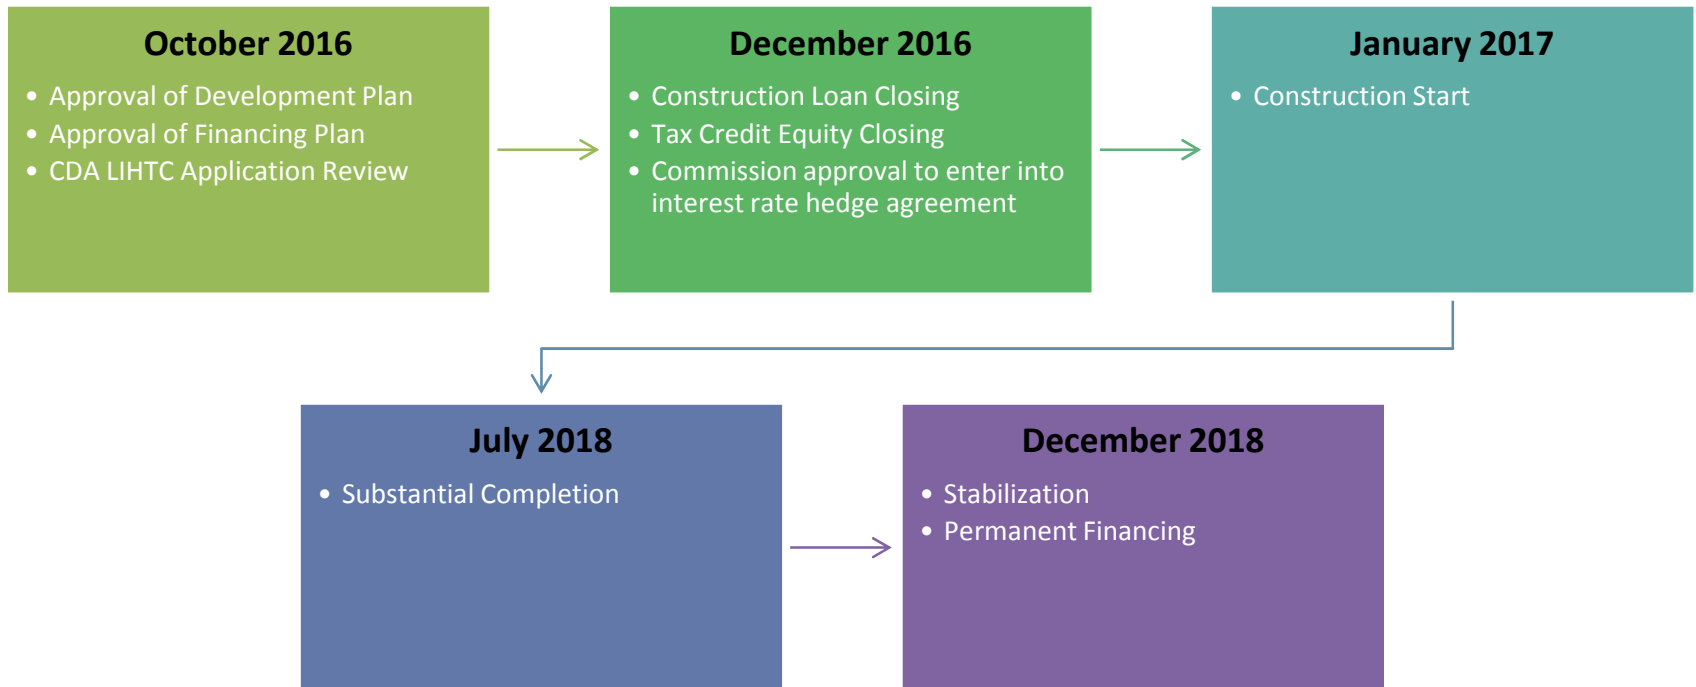 October 2016
• Approval of Development Plan
• Approval of Financing Plan
• CDA LIHTC Application Review
December 2016
• Construction Loan Closing
• Tax Credit Equity Closing
• Commission approval to enter into
interest rate hedge agreement
January 2017
• Construction Start
July 2018
• Substantial Completion
December 2018
• Stabilization
• Permanent Financing